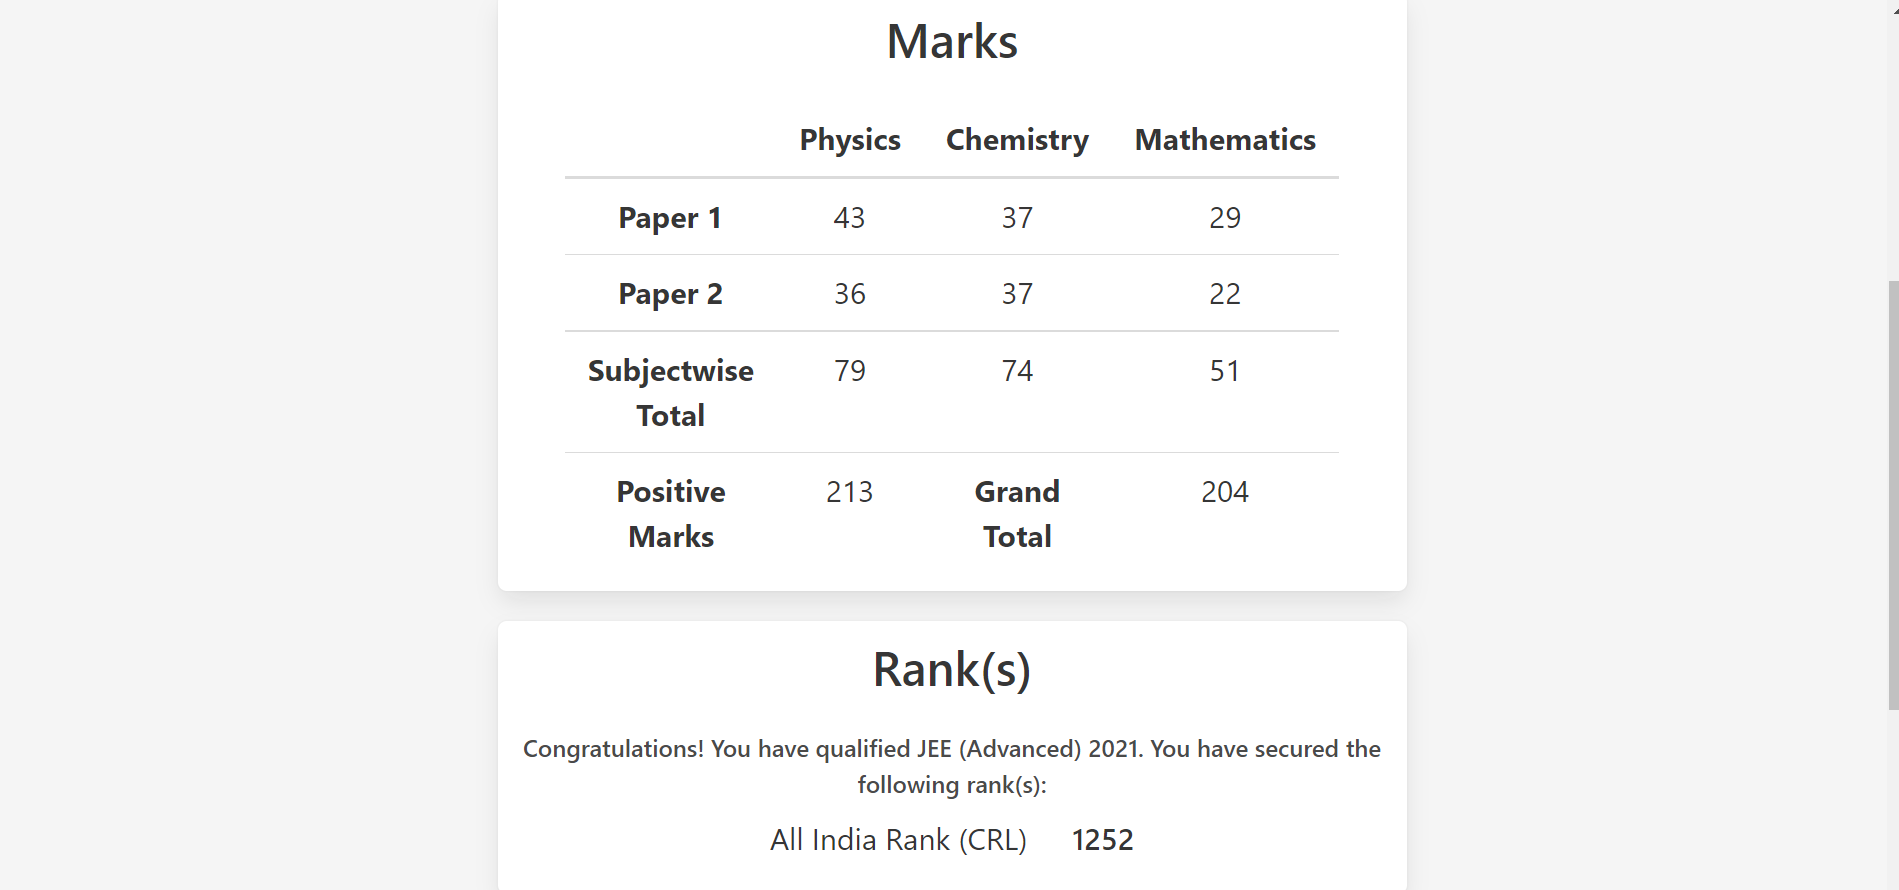 Marks
Physics Chemistry Mathematics
Paper 1 43 37 29
Paper 2 36 37 22
Subjectwise 79 74 51
Total
Positive 213 Grand 204
Marks Total
Rank(s)
Congratulations! You have qualified JEE (Advanced) 2021. You have secured the
following rank(s):
All India Rank (CRL) 1252